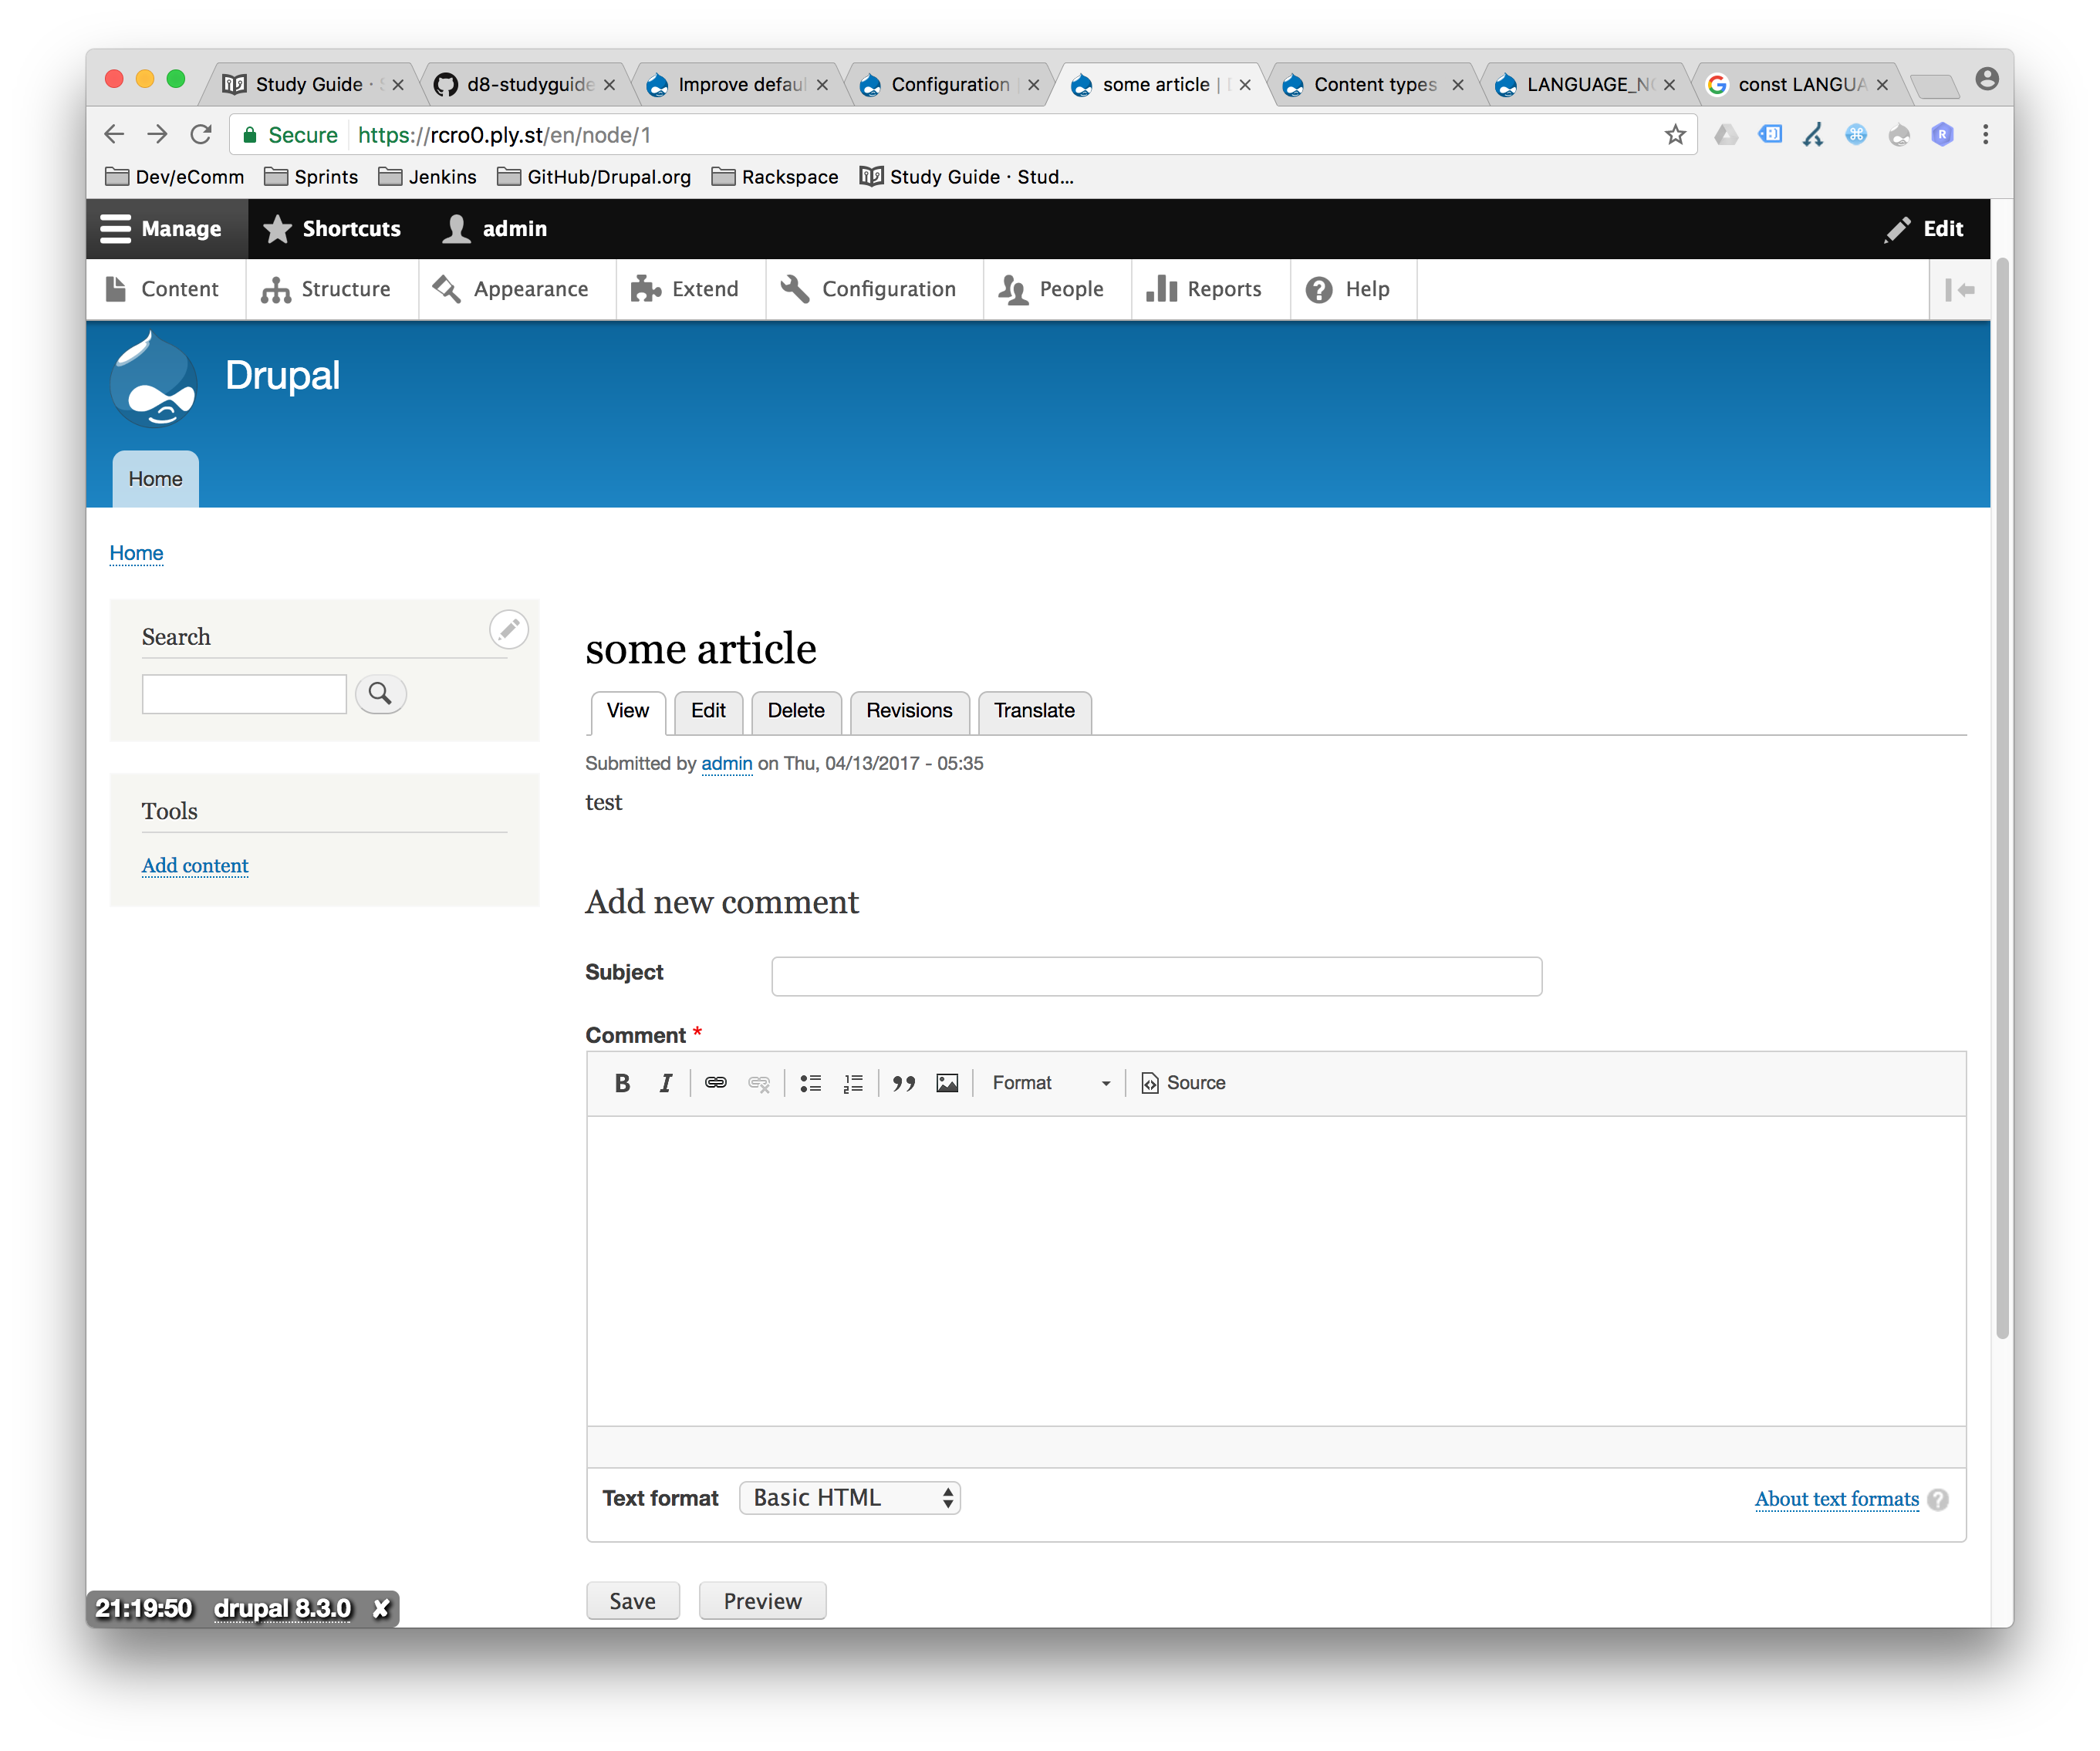 Study Guide ·
d8-studyguide
Improve defau
Configuration
some article |
Content types
LANGUAGE_N
const LANGUA
Secure https://rcro0.ply.st/en/node/1
Dev/eComm Sprints Jenkins GitHub/Drupal.org Rackspace Study Guide · Stud...
Manage Shortcuts admin Edit
Content Structure Appearance Extend Configuration People Reports Help
Drupal
Home
Home
Search
Tools
Add content
some article
View Edit Delete Revisions Translate
Submitted by admin on Thu, 04/13/2017 - 05:35
test
Add new comment
Subject
Comment *
B I Format Source
Text format Basic HTML About text formats ?
Save Preview
21:19:50 drupal 8.3.0 ✘